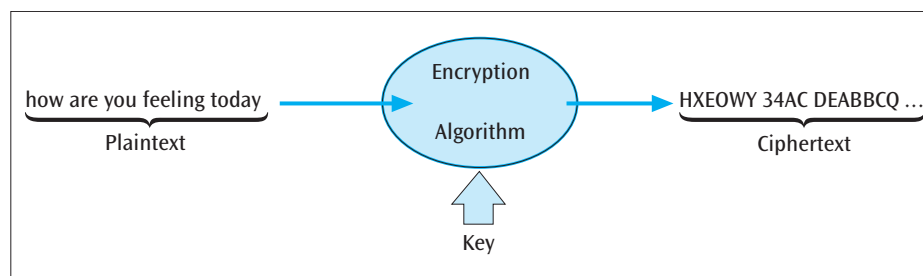 Encryption
how are you feeling today
HXEOWY 34AC DEABBCQ ...
Algorithm
Plaintext
Ciphertext
Key